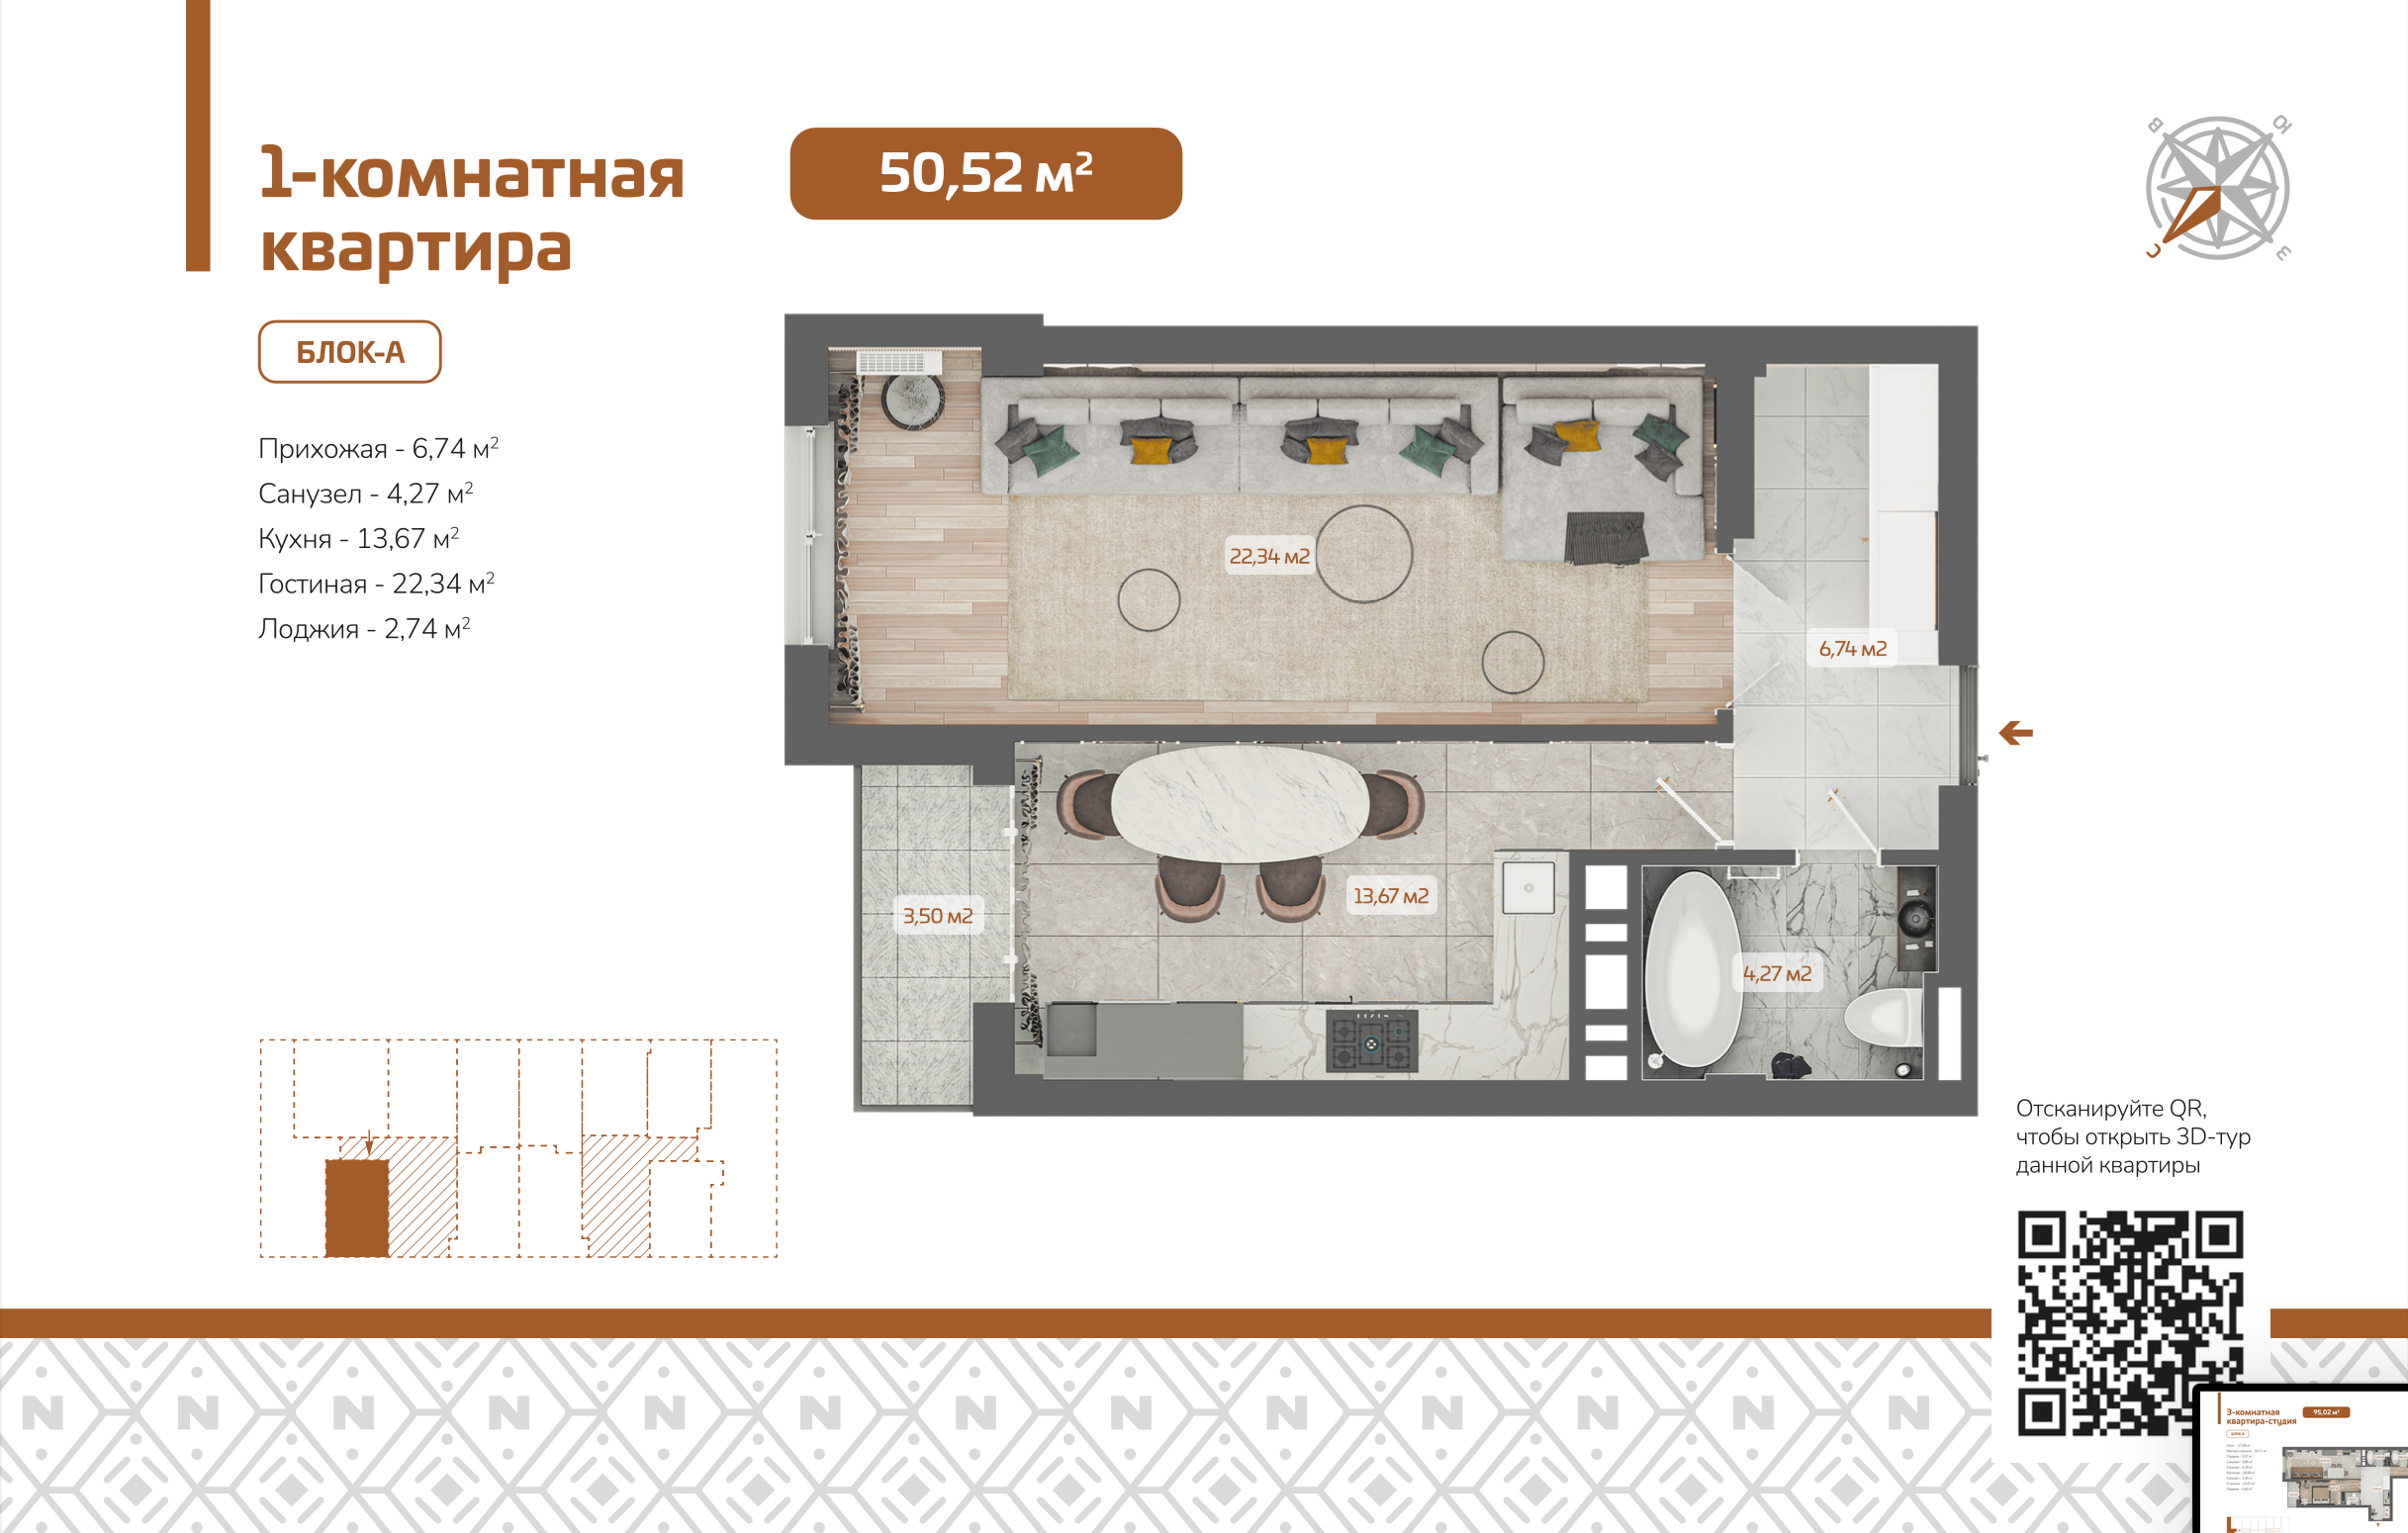 1-комнатная
квартира
50,52 м²
БЛОК-А
Прихожая - 6,74 м²
Санузел - 4,27 м²
Кухня - 13,67 м²
Гостиная - 22,34 м²
Лоджия - 2,74 м²
В
Ю
С
З
22,34 м2
6,74 м2
13,67 м2
3,50 м2
4,27 м2
Отсканируйте QR,
чтобы открыть 3D-тур
данной квартиры
N N N N N N N N N N N N
3-комнатная
квартира-студия
95,02 м²
БЛОК-А